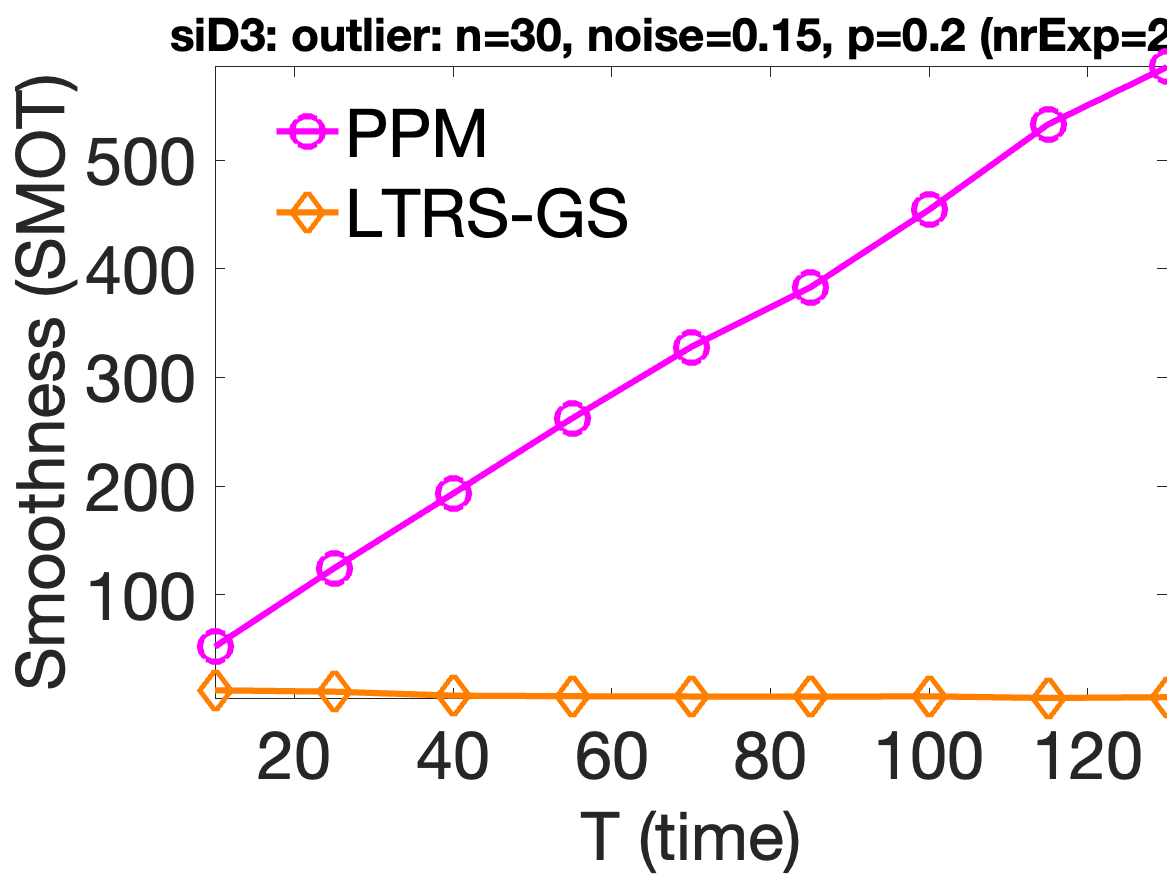 siD3: outlier: n=30, noise=0.15, p=0.2 (nrExp=2
PPM
LTRS-GS
Smoothness (SMOT)
500
400
300
200
100
20 40 60 80 100 120
T (time)